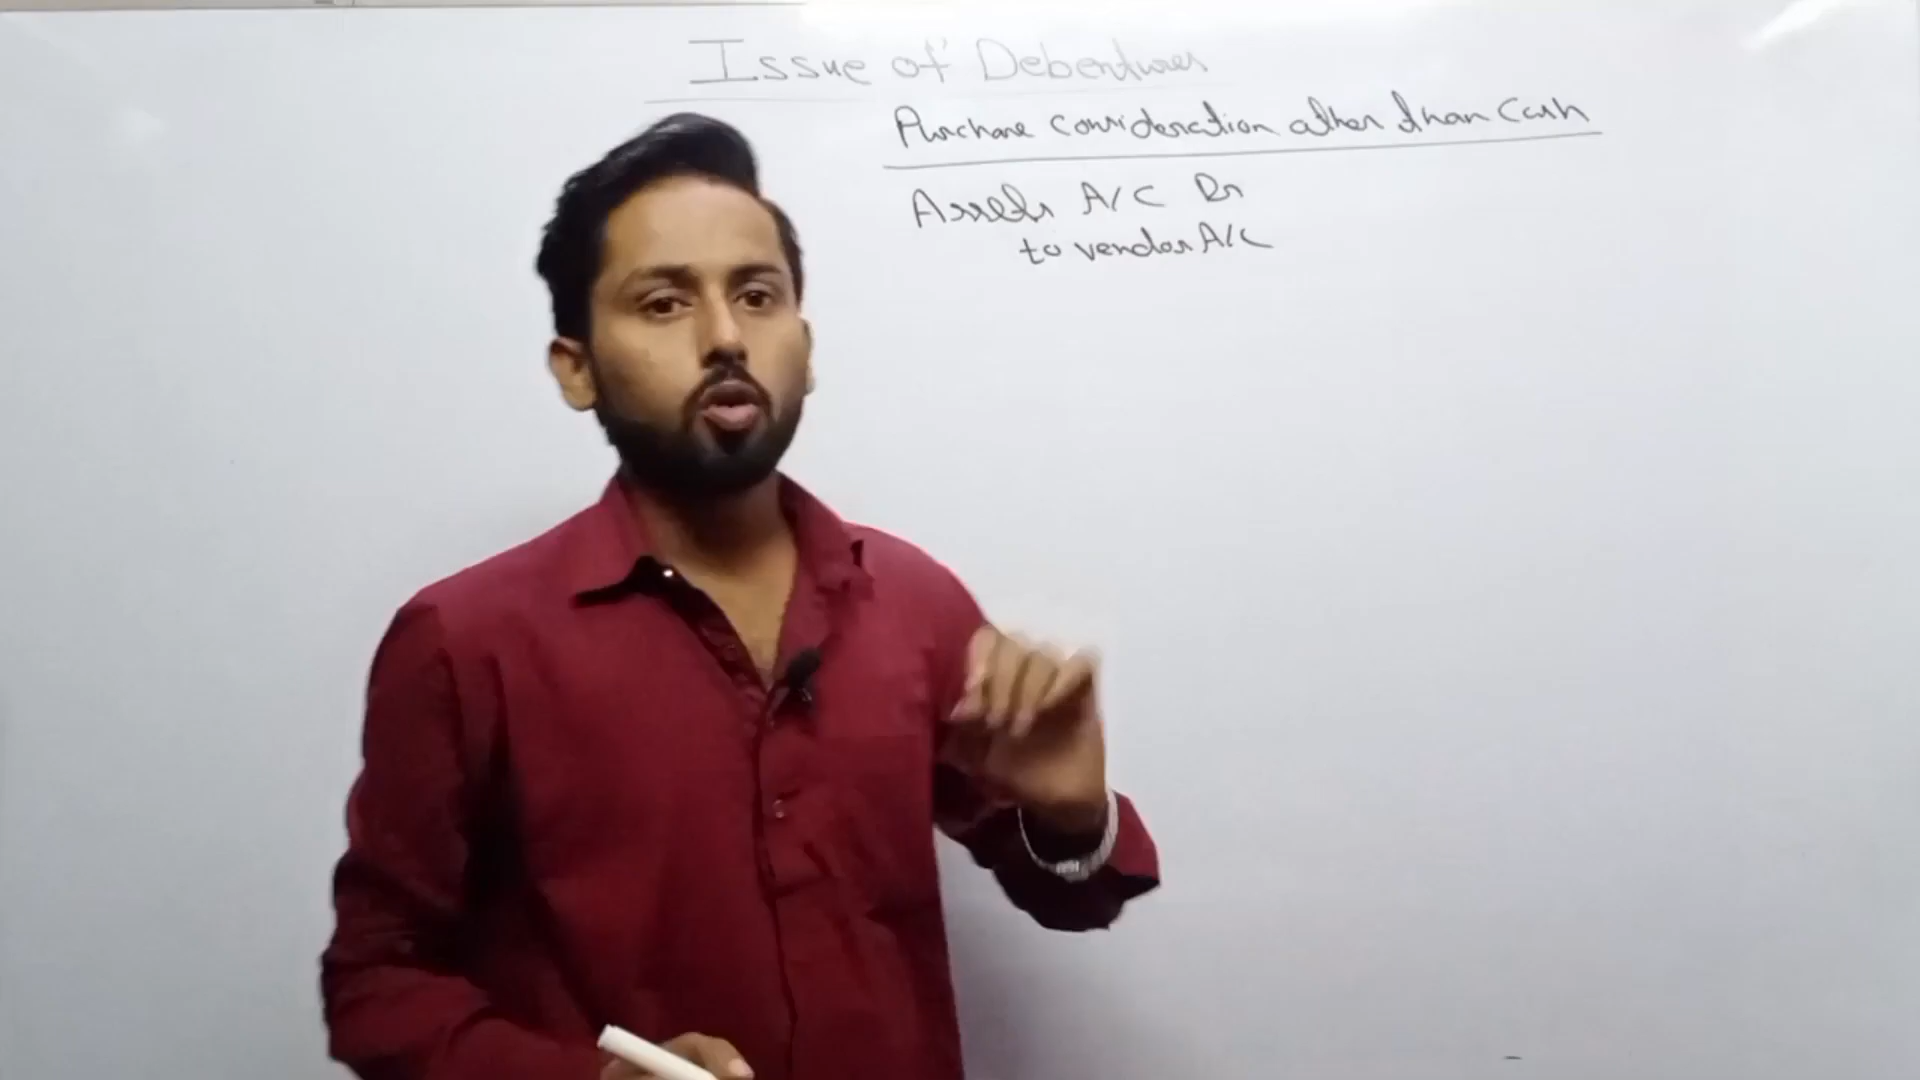 Issue of Debentures
Purchase consideration other than Cash
Assets A/C Dr
to vendor A/C